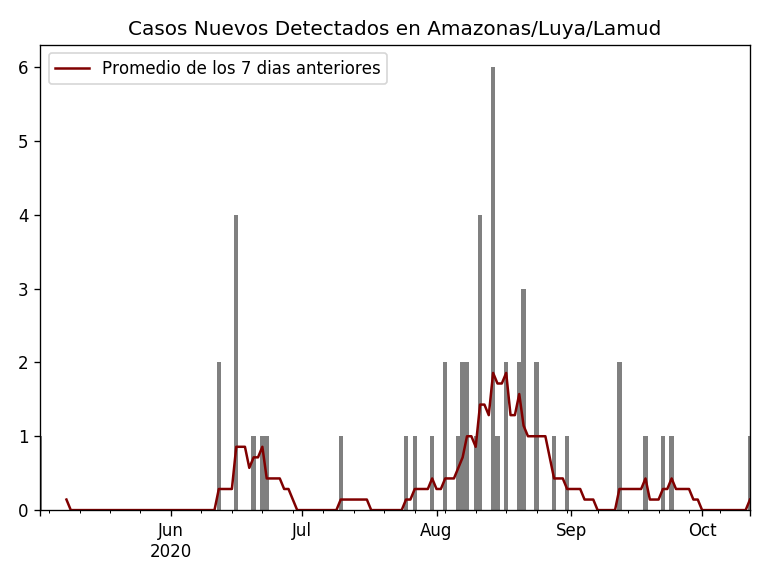 Casos Nuevos Detectados en Amazonas/Luya/Lamud
Promedio de los 7 dias anteriores
6
5
4
3
2
1
0
Jun Jul Aug Sep Oct
2020